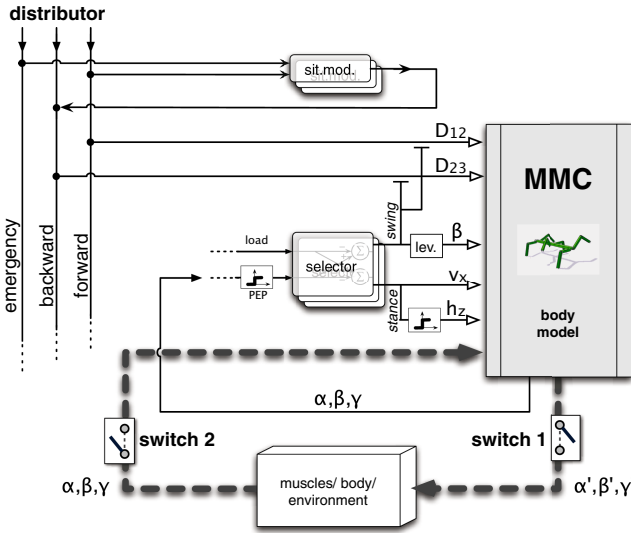 distributor
sit.mod.
D12
D23
MMC
emergency
backward
forward
swing
load
lev.
β
selector
PEP
stance
vx
hz
body
model
α,β,γ
switch 2
switch 1
α,β,γ
muscles/ body/
environment
α',β',γ'